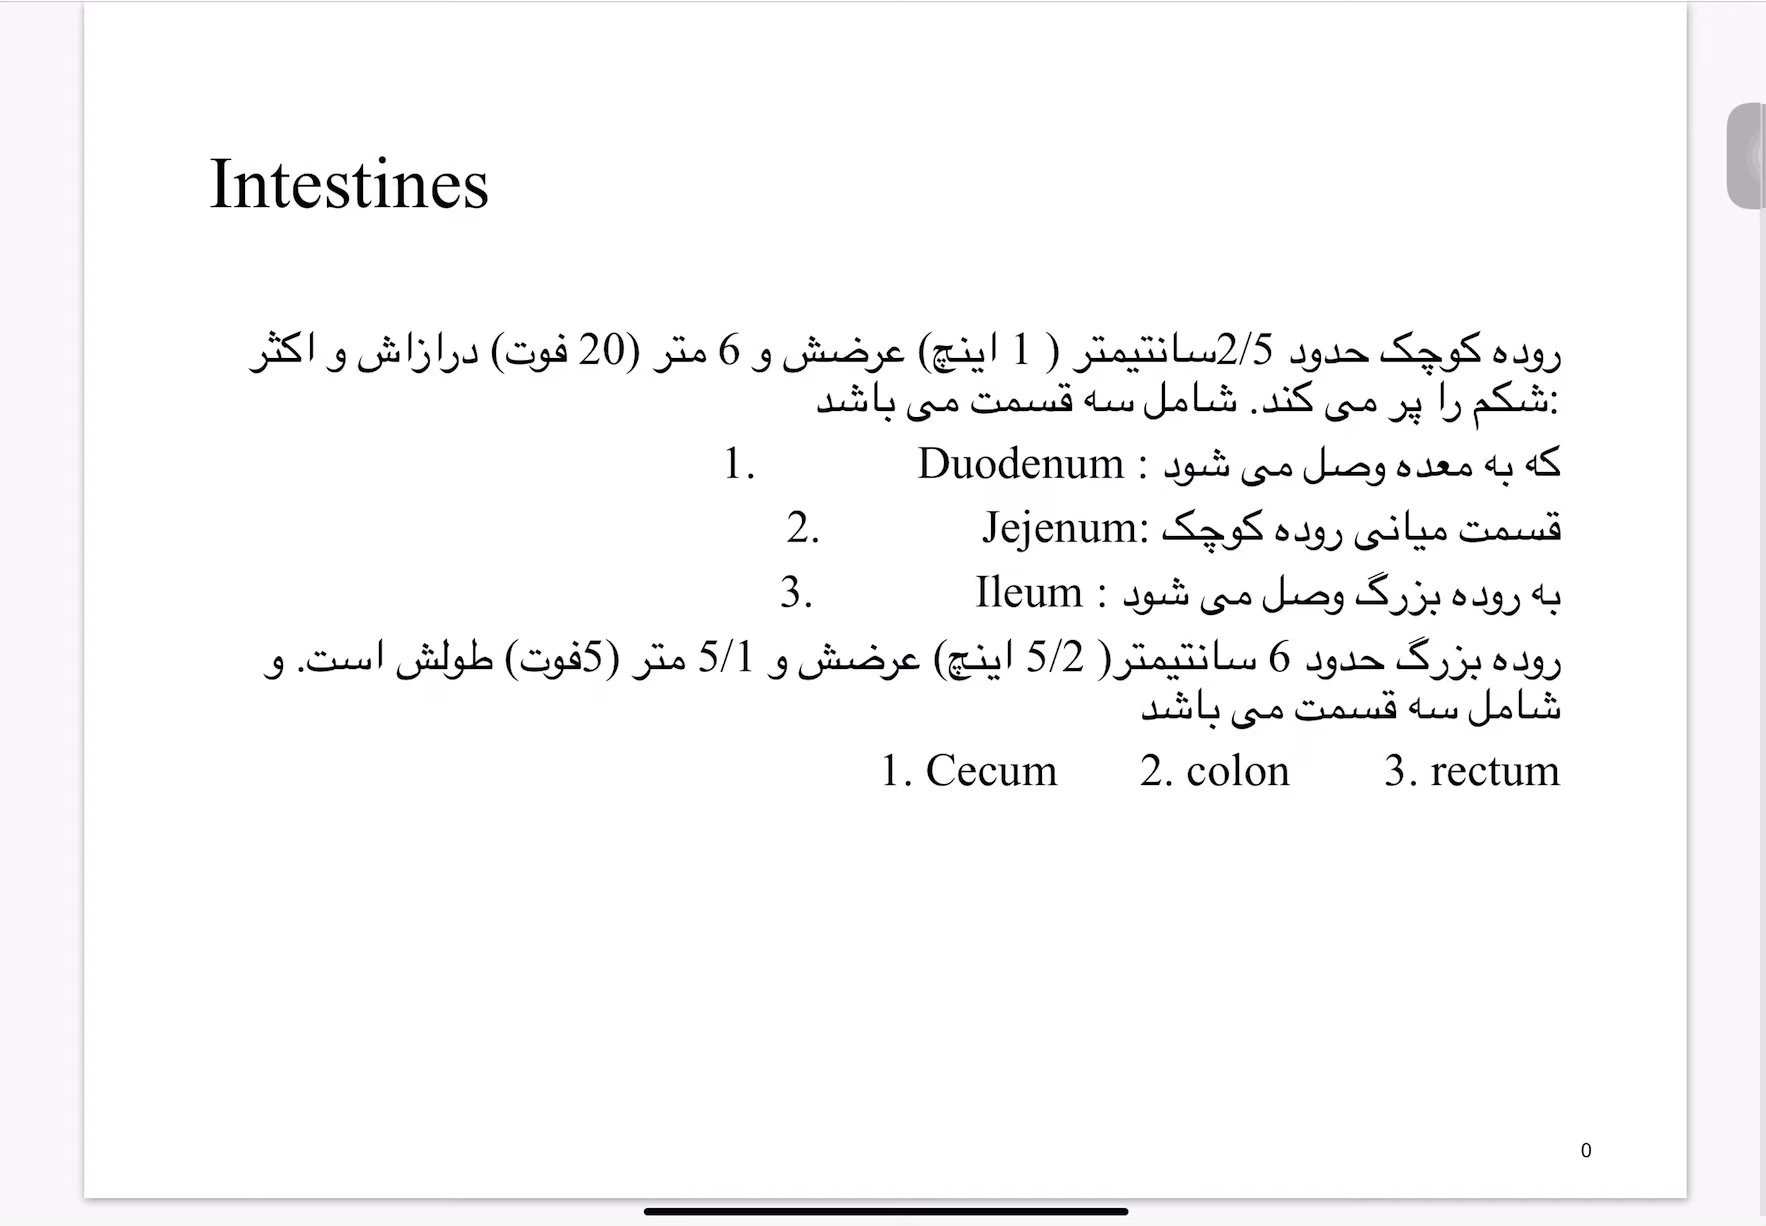 Intestines
روده کوچک حدود 2/5سانتیمتر ( 1 اینچ) عرضش و 6 متر (20 فوت) درازاش و اکثر
شکم را پر می کند. شامل سه قسمت می باشد:
1. Duodenum : که به معده وصل می شود
2. Jejenum: قسمت میانی روده کوچک
3. Ileum : به روده بزرگ وصل می شود
روده بزرگ حدود 6 سانتیمتر( 5/2 اینچ) عرضش و 5/1 متر (5فوت) طولش است. و
شامل سه قسمت می باشد
1. Cecum 2. colon 3. rectum
0